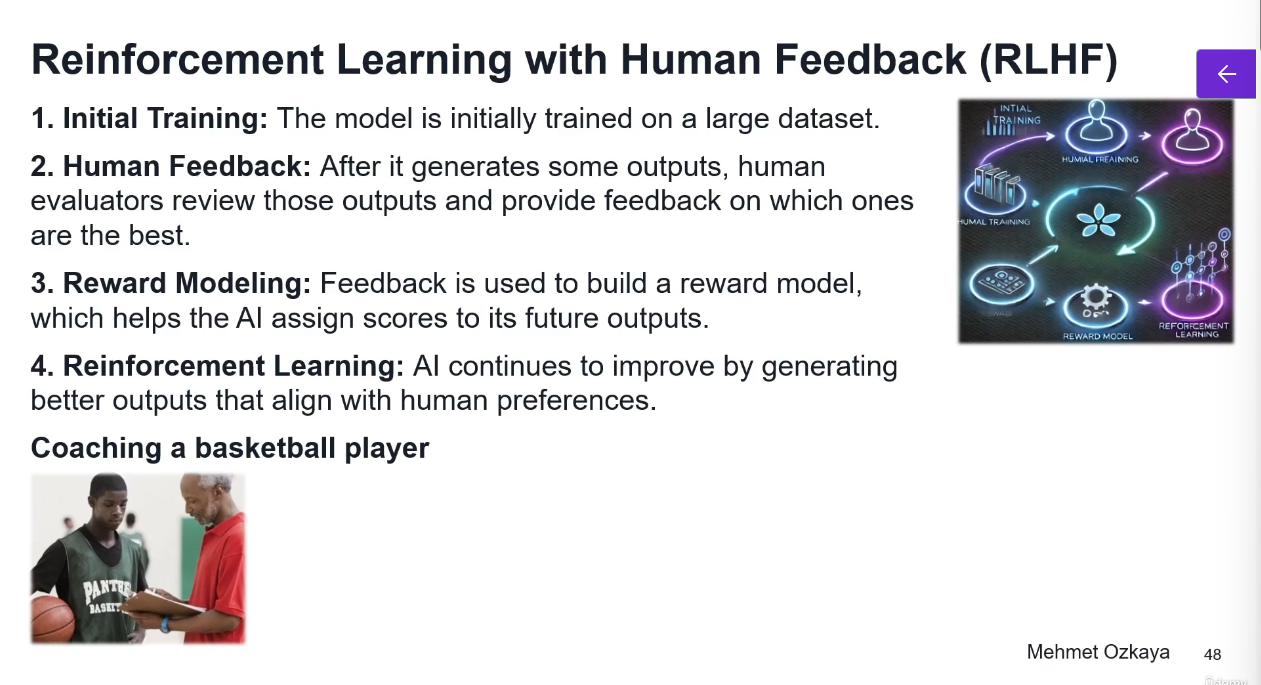 Reinforcement Learning with Human Feedback (RLHF)
1. Initial Training: The model is initially trained on a large dataset.
2. Human Feedback: After it generates some outputs, human
evaluators review those outputs and provide feedback on which ones
are the best.
3. Reward Modeling: Feedback is used to build a reward model,
which helps the AI assign scores to its future outputs.
4. Reinforcement Learning: AI continues to improve by generating
better outputs that align with human preferences.
Coaching a basketball player
INTIAL
TRAINING
HUMIAL FREAINING
HUMAL TRAIINING
REWARD MODEL
REFORFCEMENT
LEARNING
PANTHE
BASKET
Mehmet Ozkaya
48